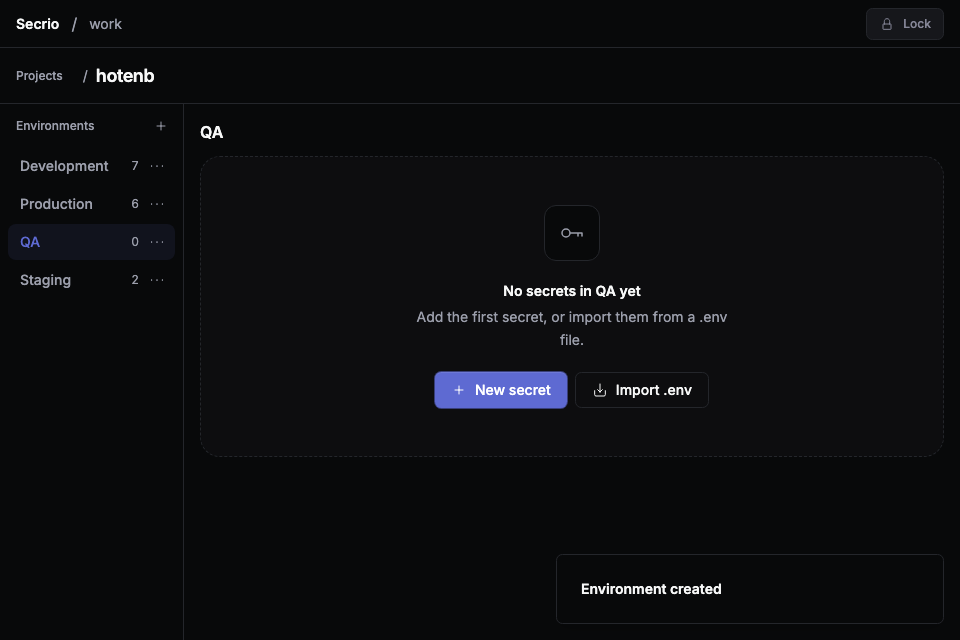 Secrio / work
Lock
Projects / hotenb
Environments +
Development 7 ···
Production 6 ···
QA 0 ···
Staging 2 ···
QA
No secrets in QA yet
Add the first secret, or import them from a .env
file.
+ New secret
Import .env
Environment created